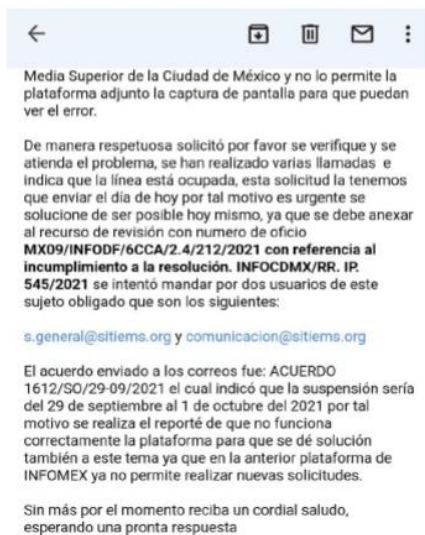 Media Superior de la Ciudad de México y no lo permite la
plataforma adjunto la captura de pantalla para que puedan
ver el error.
De manera respetuosa solicitó por favor se verifique y se
atienda el problema, se han realizado varias llamadas e
indica que la línea está ocupada, esta solicitud la tenemos
que enviar el día de hoy por tal motivo es urgente se
solucione de ser posible hoy mismo, ya que se debe anexar
al recurso de revisión con numero de oficio
MX09/INFODF/6CCA/2.4/212/2021 con referencia al
incumplimiento a la resolución. INFOCDMX/RR. IP.
545/2021 se intentó mandar por dos usuarios de este
sujeto obligado que son los siguientes:
s.general@sitiems.org y comunicacion@sitiems.org
El acuerdo enviado a los correos fue: ACUERDO
1612/SO/29-09/2021 el cual indicó que la suspensión sería
del 29 de septiembre al 1 de octubre del 2021 por tal
motivo se realiza el reporté de que no funciona
correctamente la plataforma para que se dé solución
también a este tema ya que en la anterior plataforma de
INFOMEX ya no permite realizar nuevas solicitudes.
Sin más por el momento reciba un cordial saludo,
esperando una pronta respuesta